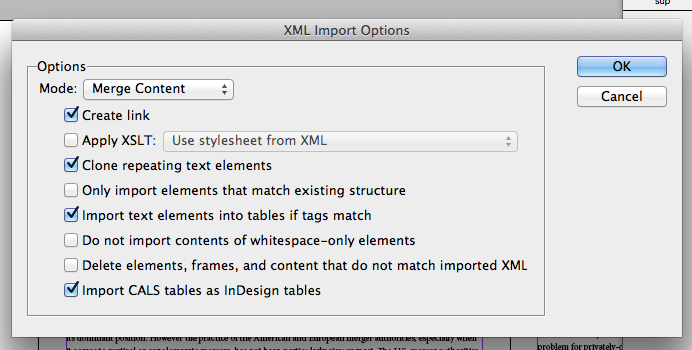 sup
XML Import Options
Options
Mode: Merge Content
OK
Cancel
Create link
Apply XSLT: Use stylesheet from XML
Clone repeating text elements
Only import elements that match existing structure
Import text elements into tables if tags match
Do not import contents of whitespace-only elements
Delete elements, frames, and content that do not match imported XML
Import CALS tables as InDesign tables
its dominant position. However the practice of the American and European merger authorities, especially when
problem for privately-c